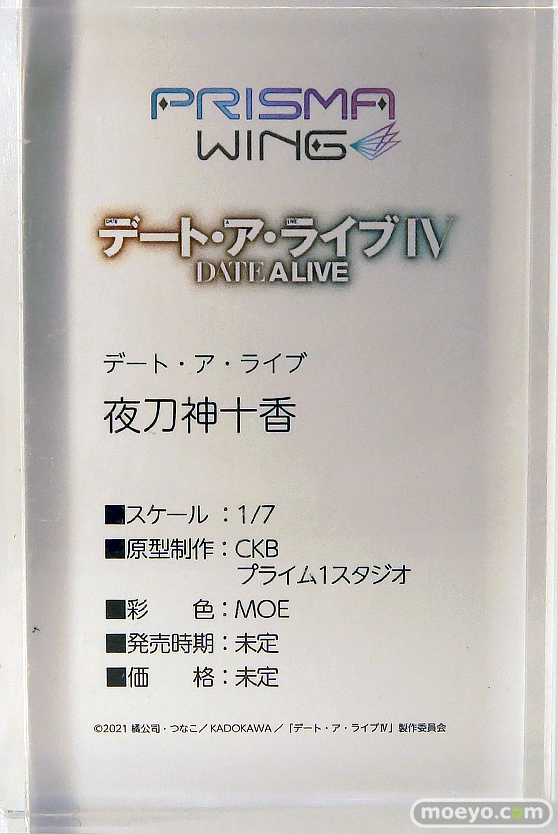 PRISMA
WING
デート・ア・ライブIV
DATE A LIVE
デート・ア・ライブ
夜刀神十香
■スケール：1/7
■原型制作：CKB
プライム1スタジオ
■彩　　色：MOE
■発売時期：未定
■価　　格：未定
©2021 橘公司・つなこ／KADOKAWA／「デート・ア・ライブⅣ」製作委員会
moeyo.com